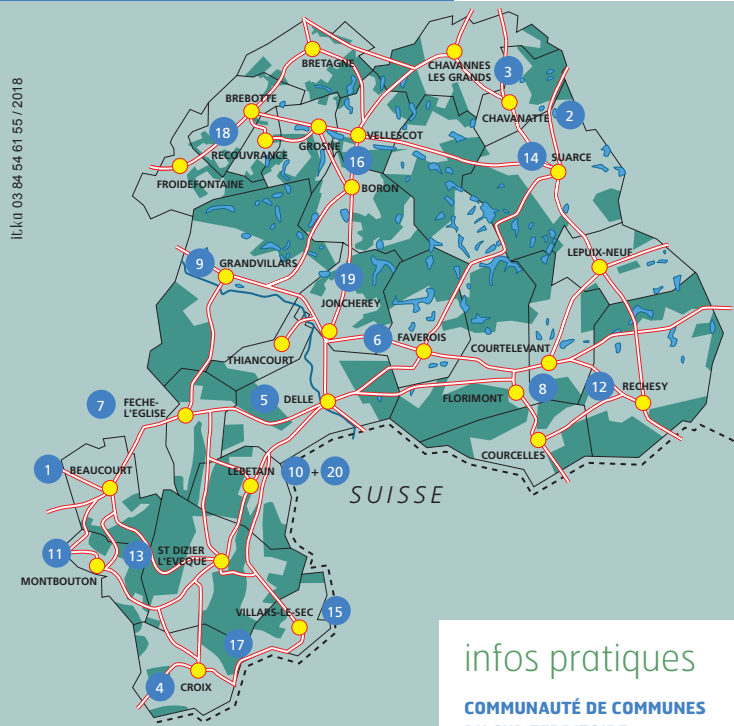 BRETAGNE
CHAVANNES
LES GRANDS
3
BREBOTTE
CHAVANATTE
2
18
GROSNE
VELLESCOT
RECOUVRANCE
16
14
SUARCE
FROIDEFONTAINE
BORON
li.ka 03 84 54 61 55 / 2018
9
GRANDVILLARS
LEPUIX-NEUF
19
JONCHEREY
6
FAVEROIS
COURTELEVANT
THIANCOURT
7
FECHE-
L'EGLISE
5
DELLE
FLORIMONT
8
12
RECHESY
COURCELLES
1
BEAUCOURT
LEBETAIN
10 + 20
SUISSE
11
13
ST DIZIER
L'EVEQUE
MONTBOUTON
VILLARS-LE-SEC
15
17
4
CROIX
infos pratiques
COMMUNAUTÉ DE COMMUNES